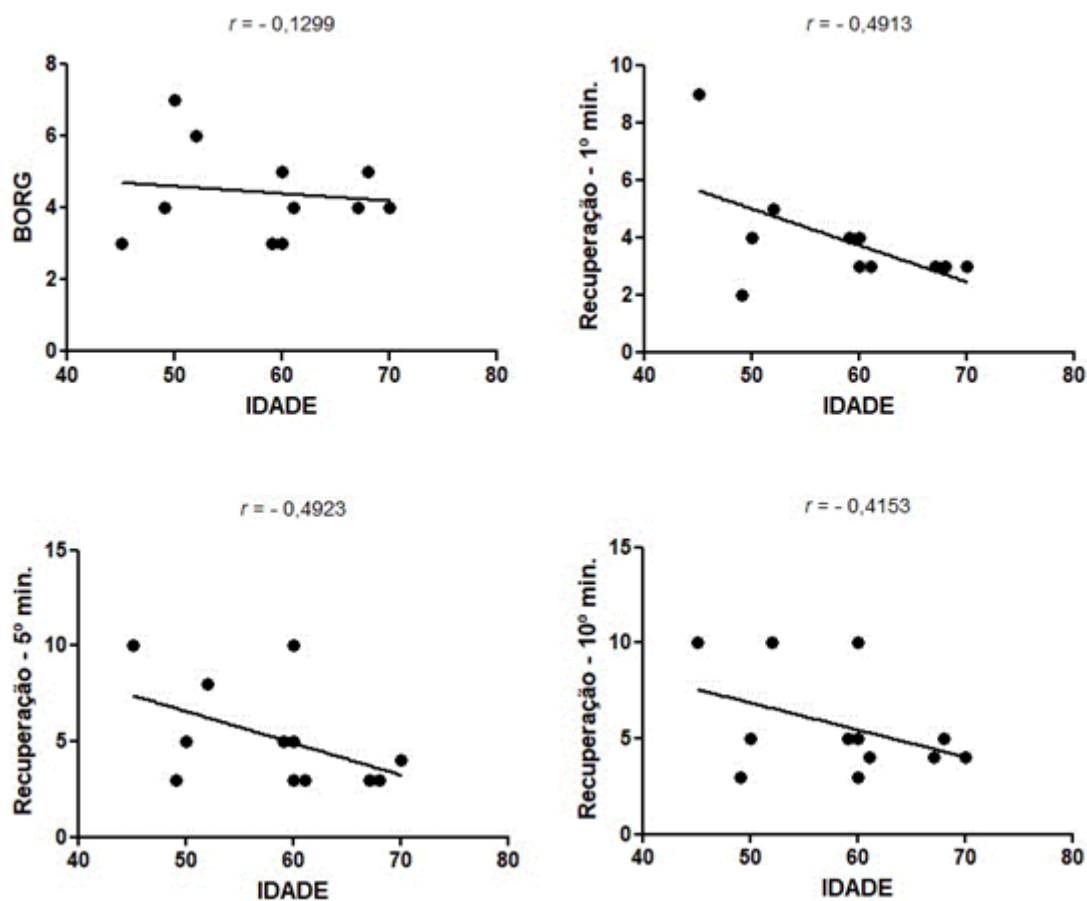 r = - 0,1299
BORG
8
6
4
2
0
40 50 60 70 80
IDADE
r = - 0,4913
Recuperação - 1º min.
10
8
6
4
2
0
40 50 60 70 80
IDADE
r = - 0,4923
Recuperação - 5º min.
15
10
5
0
40 50 60 70 80
IDADE
r = - 0,4153
Recuperação - 10º min.
15
10
5
0
40 50 60 70 80
IDADE